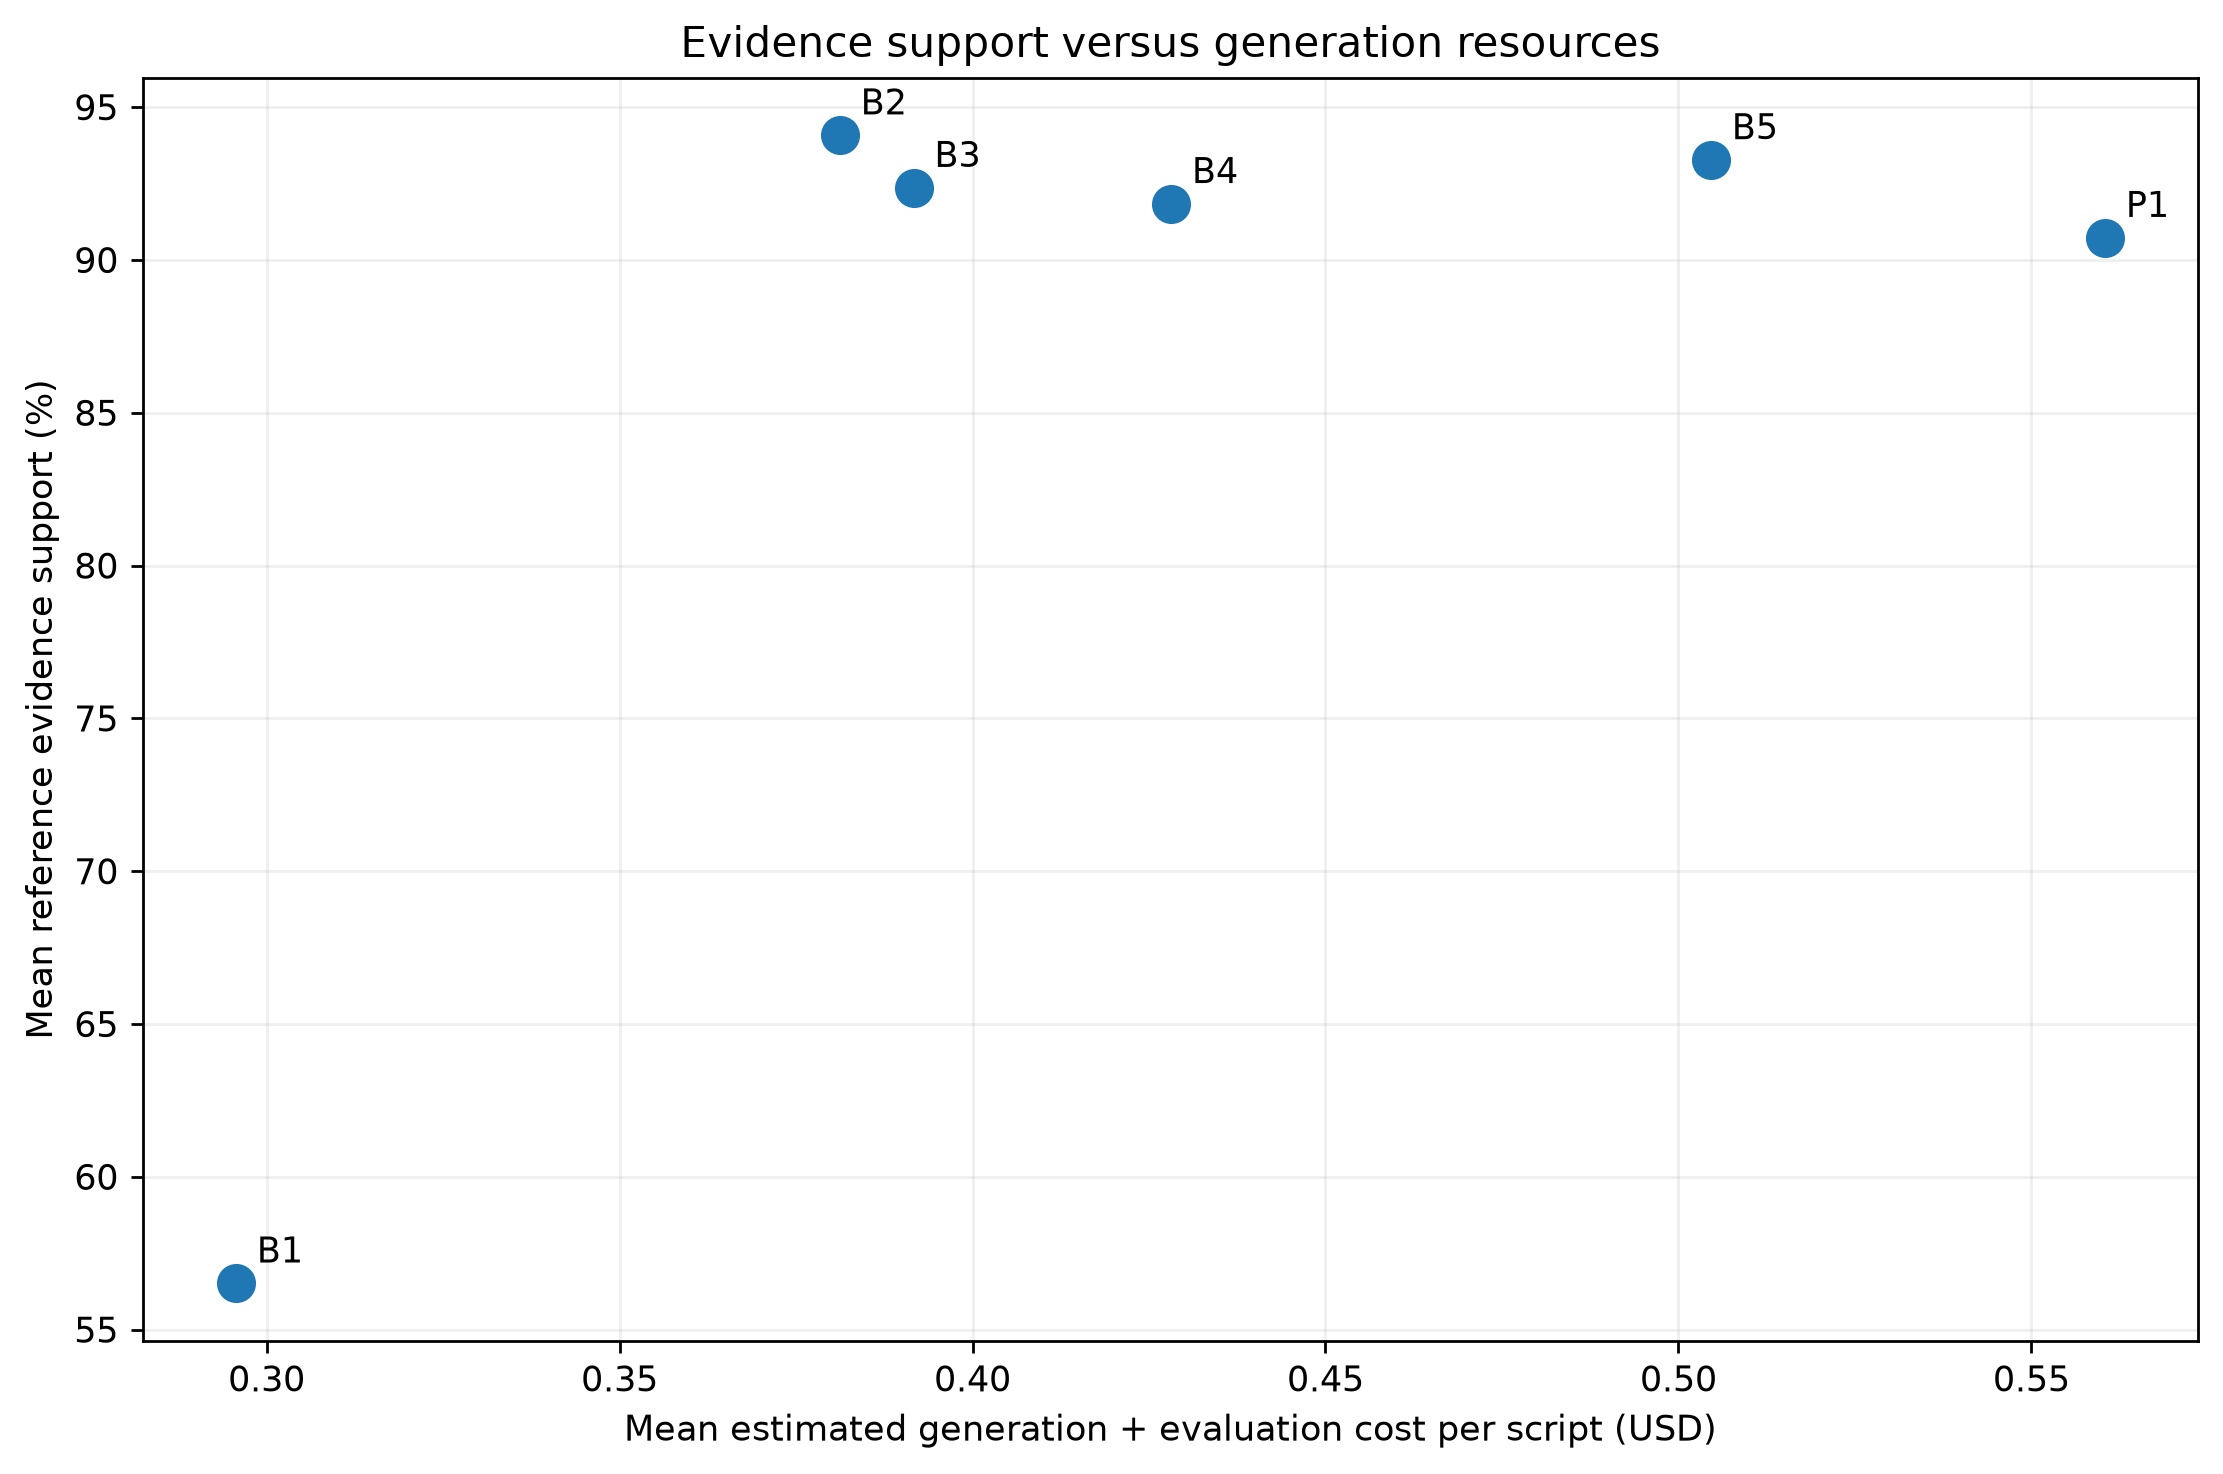 Evidence support versus generation resources
95
90
85
80
75
70
65
60
55
Mean reference evidence support (%)
B2
B3
B4
B5
P1
B1
0.30 0.35 0.40 0.45 0.50 0.55
Mean estimated generation + evaluation cost per script (USD)